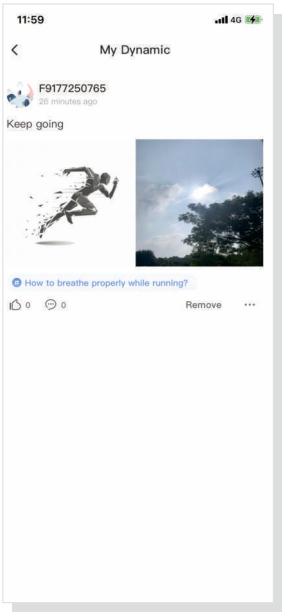 11:59
4G
My Dynamic
F9177250765
26 minutes ago
Keep going
# How to breathe properly while running?
0
0
Remove
...